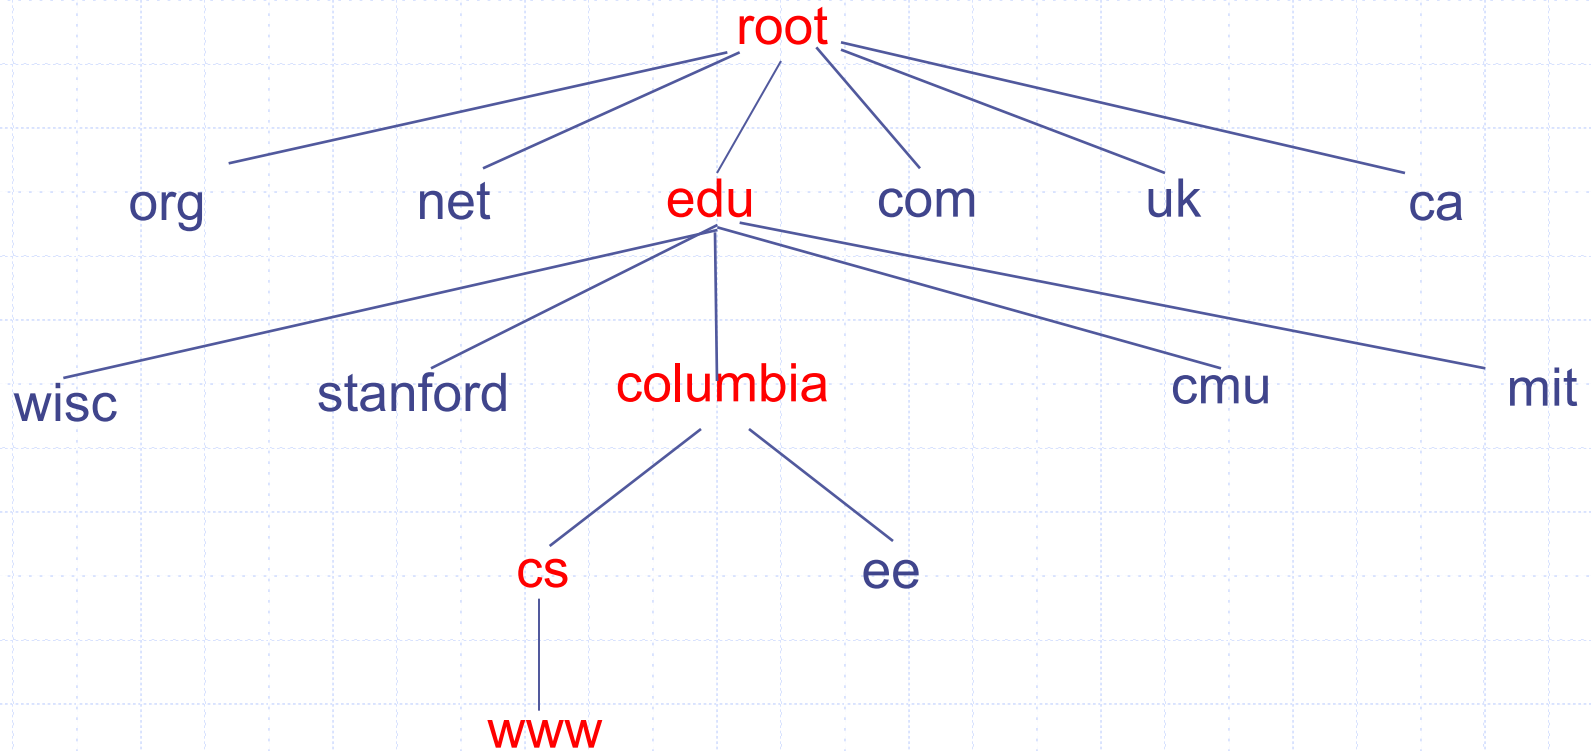 root
org net edu com uk ca
wisc stanford columbia cmu mit
cs ee
www